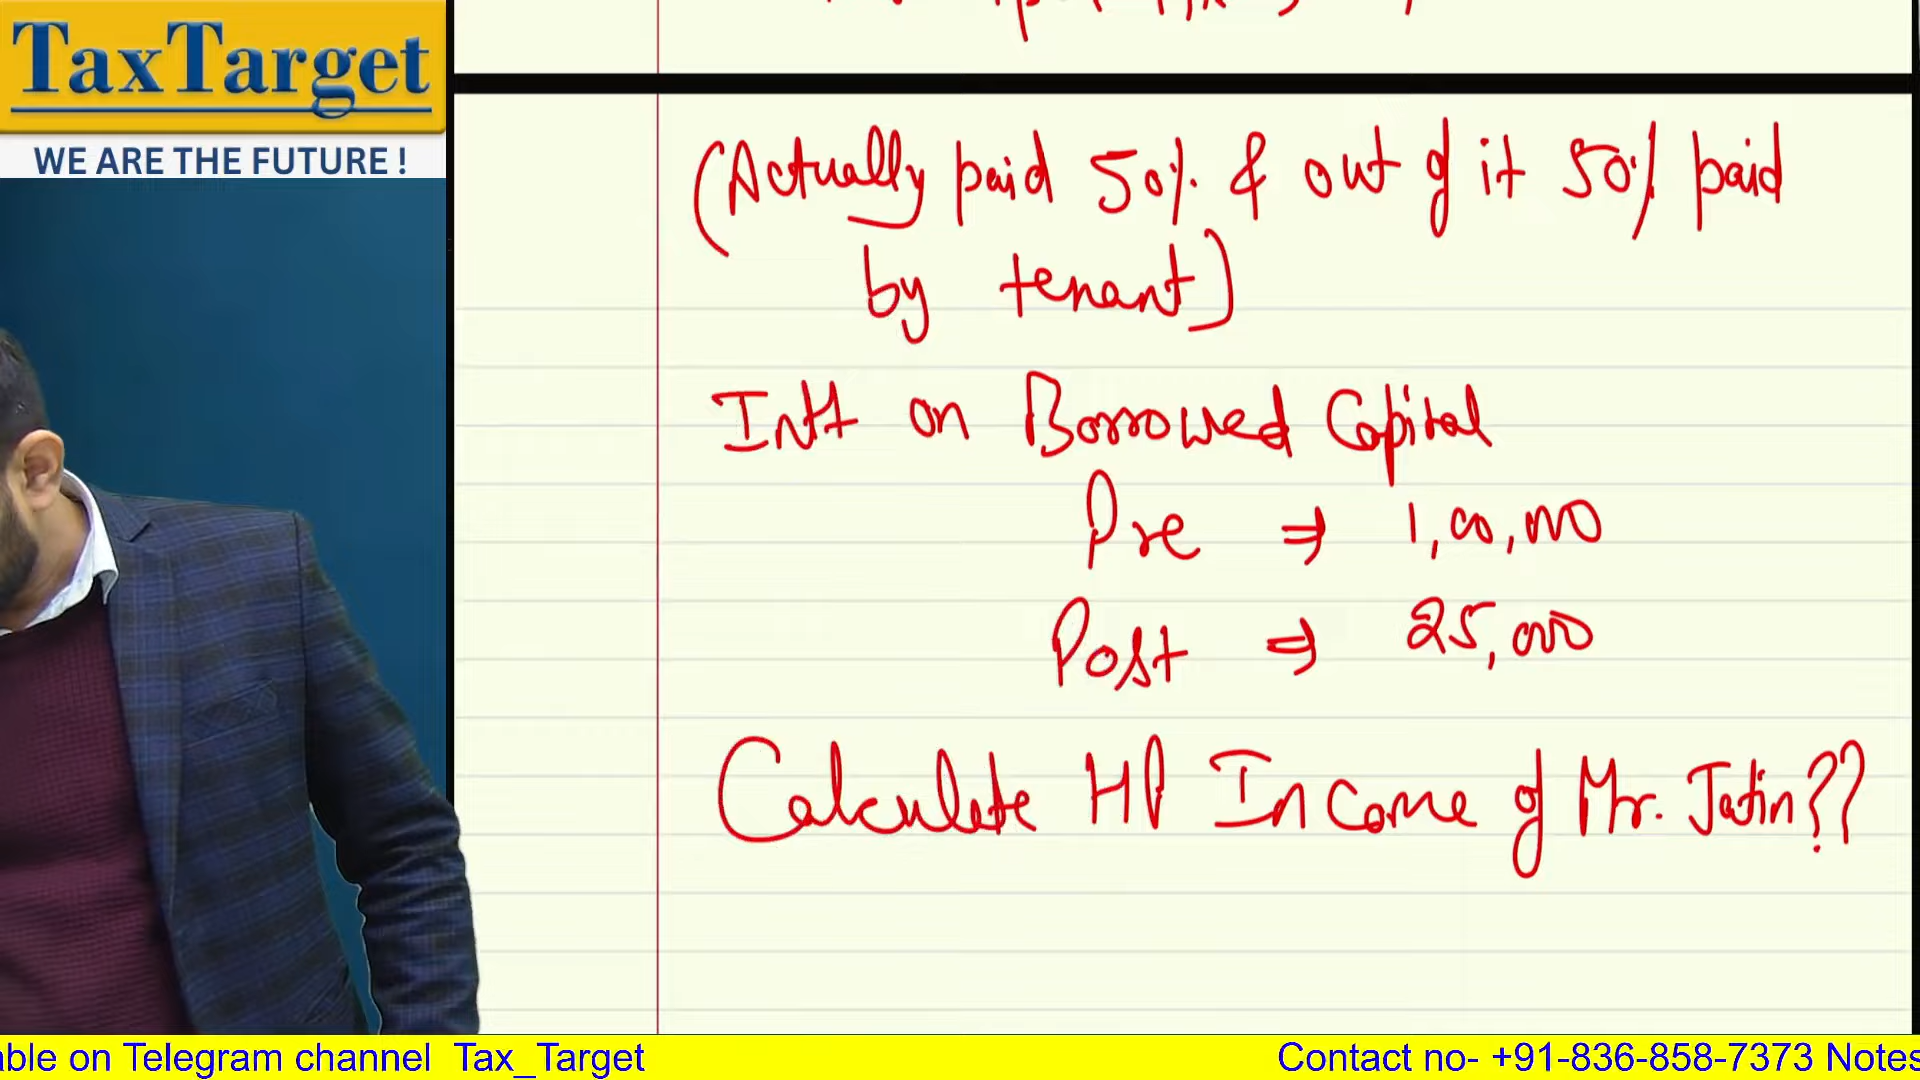 TaxTarget
WE ARE THE FUTURE !
(Actually paid 50% & out of it 50% paid
by tenant)
Intt on Borrowed Capital
Pre ⇒ 1,00,000
Post ⇒ 25,000
Calculate HP Income of Mr. Jatin??
able on Telegram channel Tax_Target
Contact no- +91-836-858-7373 Notes